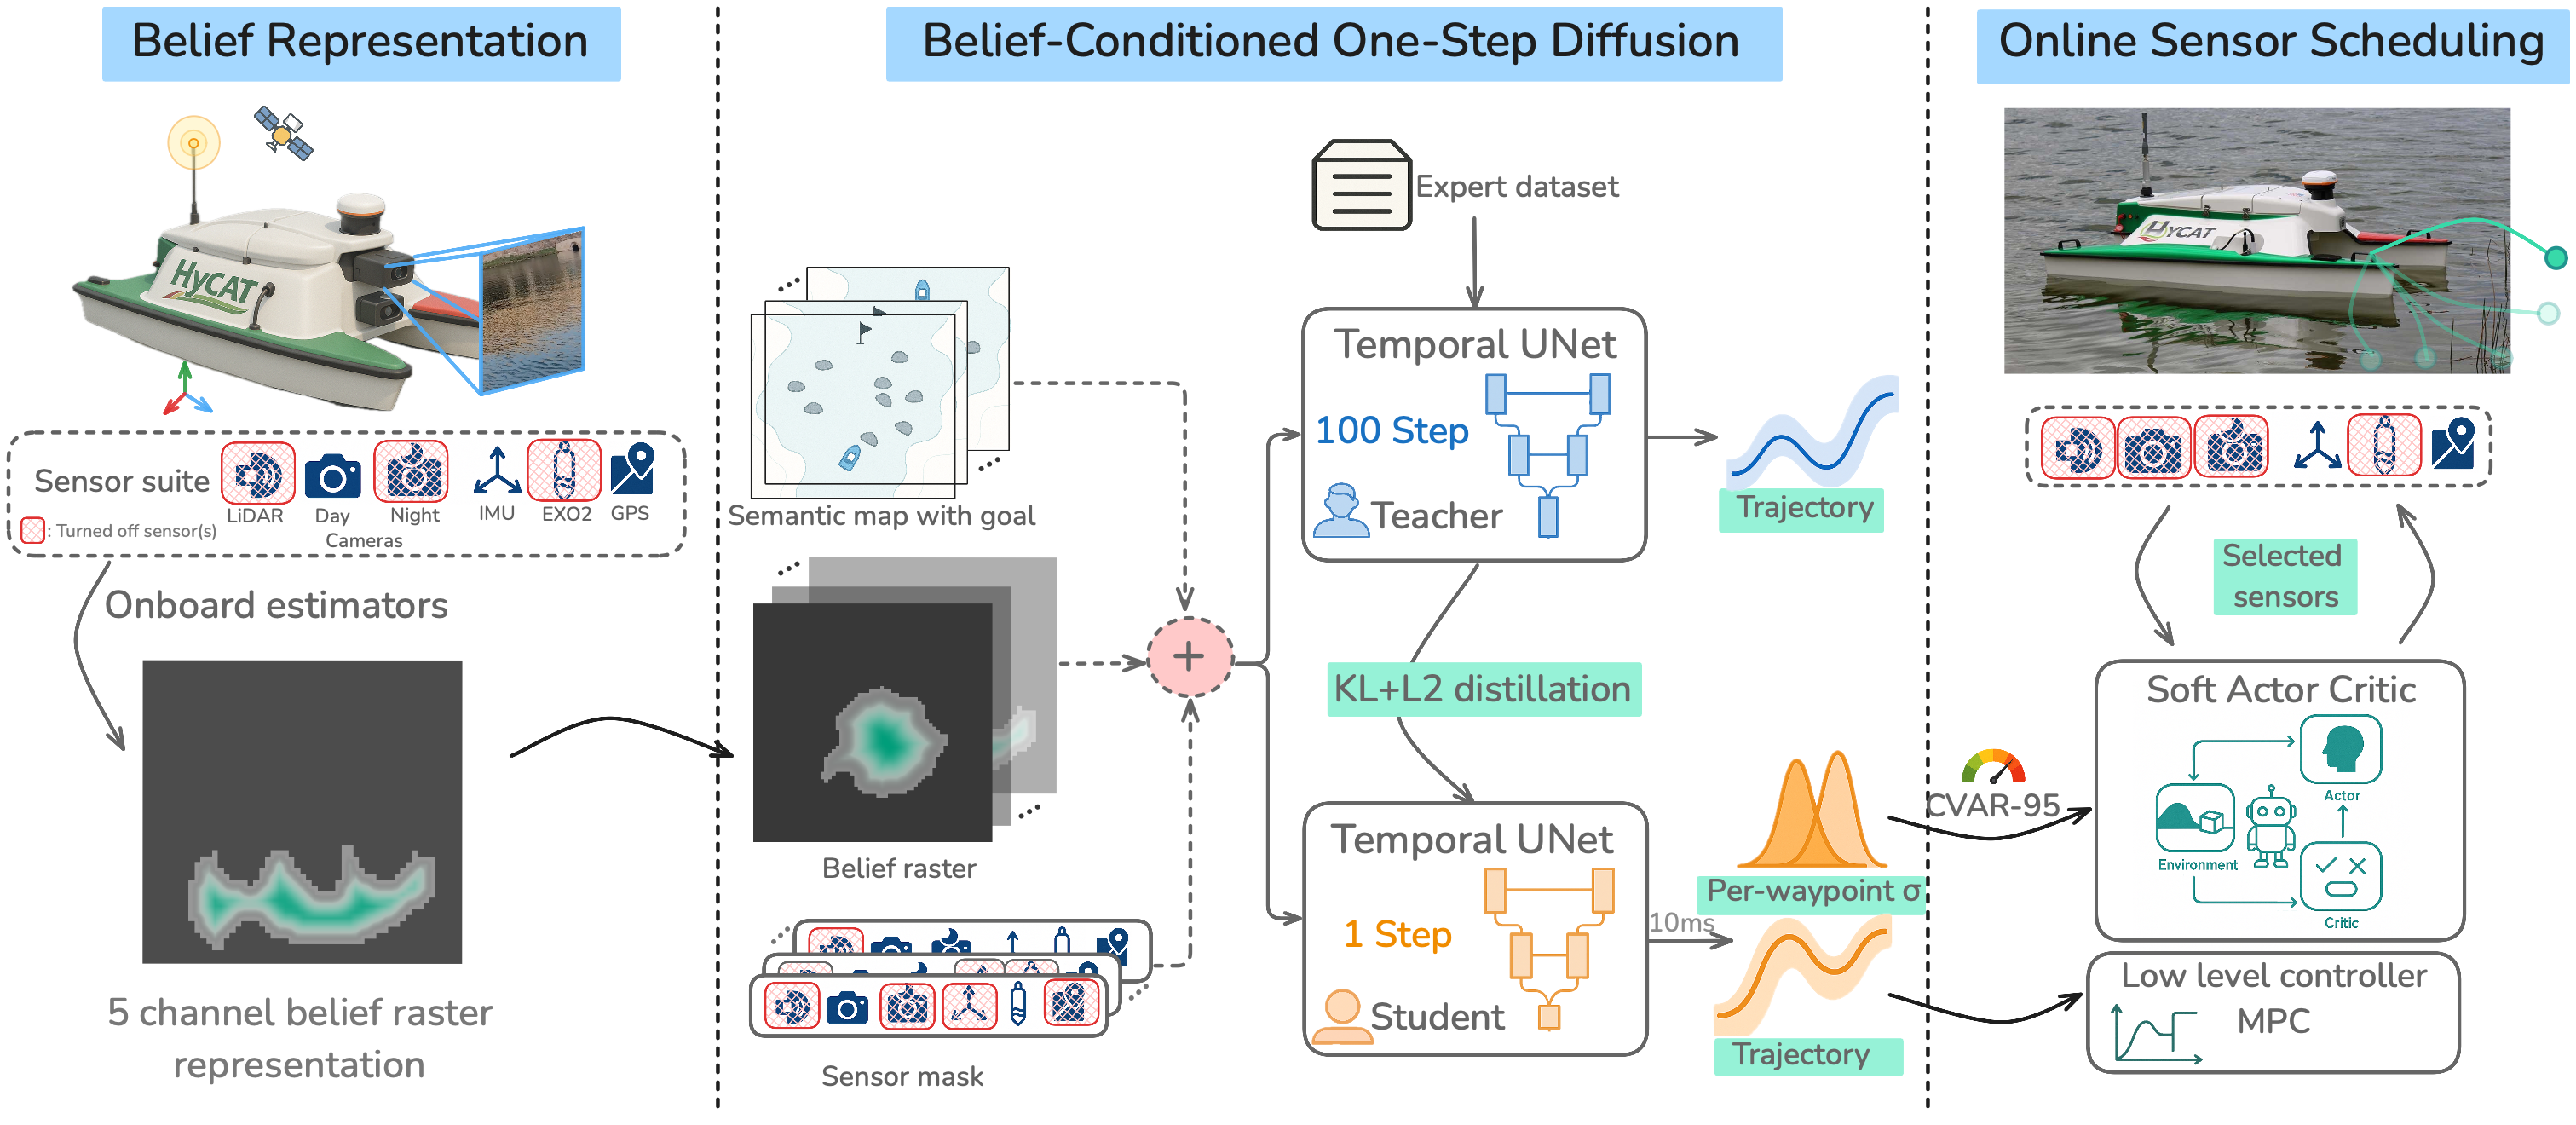 Belief Representation
HyCAT
Sensor suite
LiDAR
Day
Night
Cameras
IMU
EXO2
GPS
: Turned off sensor(s)
Onboard estimators
5 channel belief raster
representation
Belief-Conditioned One-Step Diffusion
Expert dataset
Semantic map with goal
Belief raster
Sensor mask
+
Temporal UNet
100 Step
Teacher
Trajectory
KL+L2 distillation
Temporal UNet
1 Step
Student
10ms
Per-waypoint σ
Trajectory
Online Sensor Scheduling
HYCAT
Selected
sensors
CVAR-95
Soft Actor Critic
Actor
Environment
Critic
Low level controller
MPC